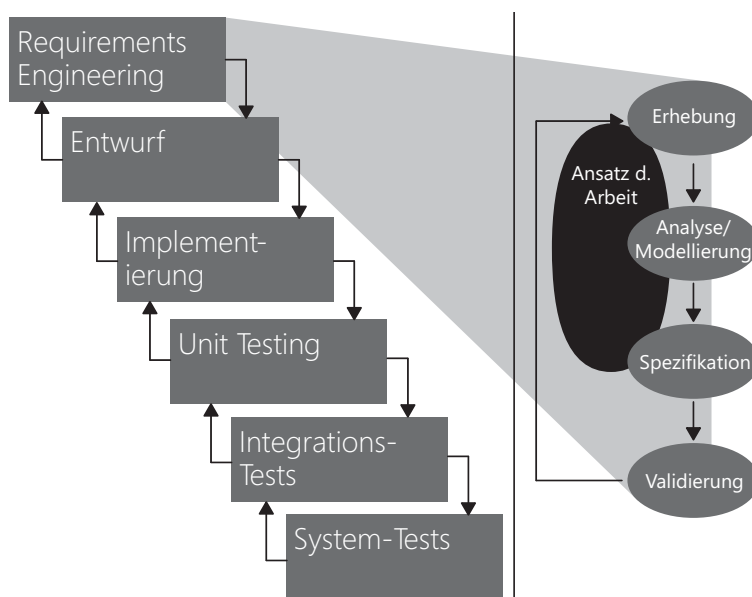 Requirements
Engineering
Entwurf
Implement-
ierung
Unit Testing
Integrations-
Tests
System-Tests
Erhebung
Ansatz d.
Arbeit
Analyse/
Modellierung
Spezifikation
Validierung